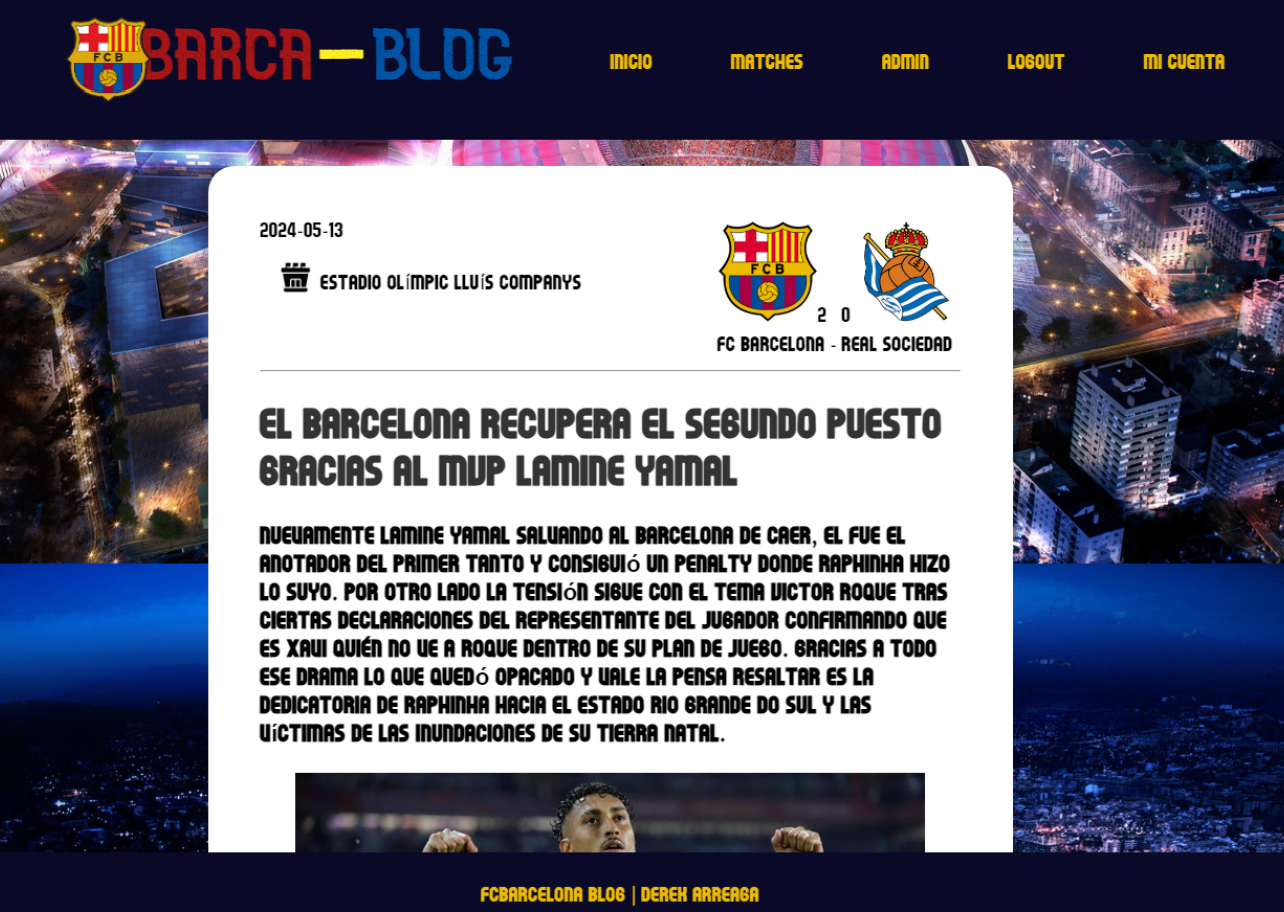 FCB
BARCA-BLOG
INICIO MATCHES ADMIN LOGOUT MI CUENTA
2024-05-13
ESTADIO OLÍMPIC LLUÍS COMPANYS
FCB
2 0
FC BARCELONA - REAL SOCIEDAD
EL BARCELONA RECUPERA EL SEGUNDO PUESTO
GRACIAS AL MVP LAMINE YAMAL
NUEVAMENTE LAMINE YAMAL SALVANDO AL BARCELONA DE CAER, EL FUE EL
ANOTADOR DEL PRIMER TANTO Y CONSIGUIÓ UN PENALTY DONDE RAPHINHA HIZO
LO SUYO. POR OTRO LADO LA TENSIÓN SIGUE CON EL TEMA VICTOR ROQUE TRAS
CIERTAS DECLARACIONES DEL REPRESENTANTE DEL JUGADOR CONFIRMANDO QUE
ES XAVI QUIÉN NO VE A ROQUE DENTRO DE SU PLAN DE JUEGO. GRACIAS A TODO
ESE DRAMA LO QUE QUEDÓ OPACADO Y VALE LA PENSA RESALTAR ES LA
DEDICATORIA DE RAPHINHA HACIA EL ESTADO RIO GRANDE DO SUL Y LAS
VÍCTIMAS DE LAS INUNDACIONES DE SU TIERRA NATAL.
FCBARCELONA BLOG | DEREK ARREAGA